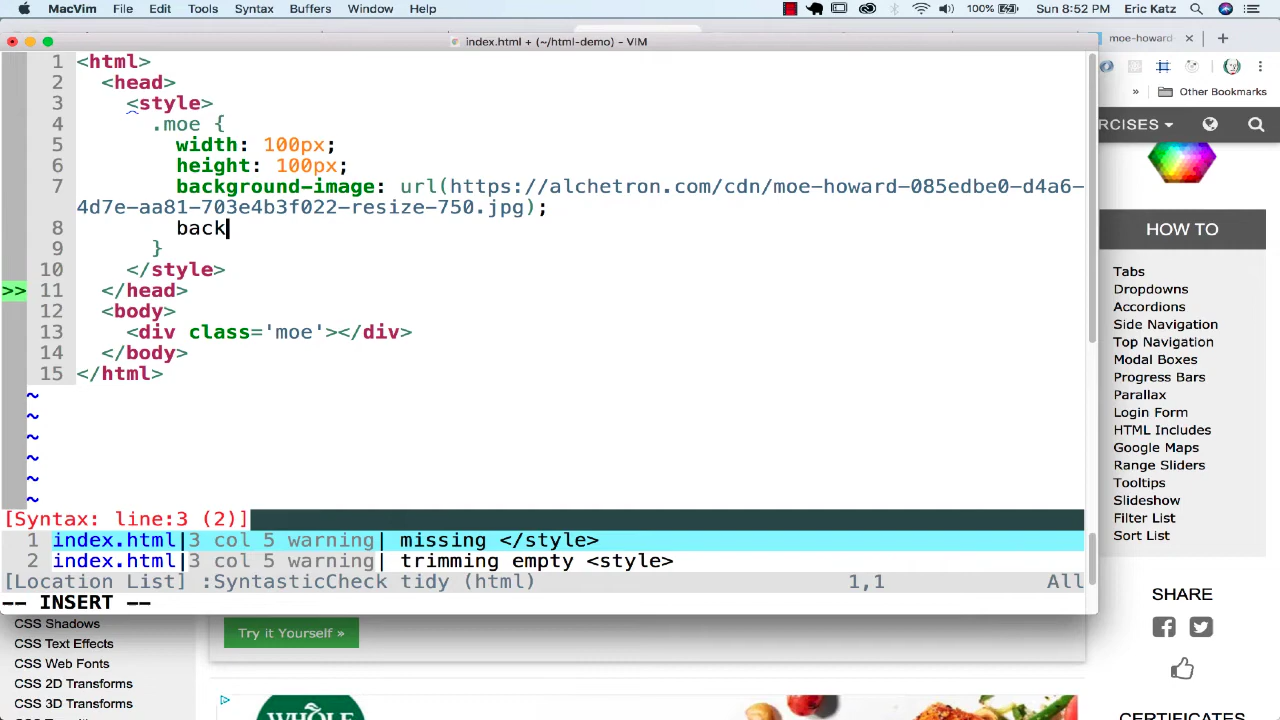 MacVim File Edit Tools Syntax Buffers Window Help 100% Sun 8:52 PM Eric Katz
index.html + (~/html-demo) – VIM
moe-howard
1 <html>
2 <head>
3 <style>
4 .moe {
5 width: 100px;
6 height: 100px;
7 background-image: url(https://alchetron.com/cdn/moe-howard-085edbe0-d4a6-
4d7e-aa81-703e4b3f022-resize-750.jpg);
8 back
9 }
10 </style>
>> 11 </head>
12 <body>
13 <div class='moe'></div>
14 </body>
15 </html>
~
~
~
~
~
~
[Syntax: line:3 (2)]
1 index.html|3 col 5 warning| missing </style>
2 index.html|3 col 5 warning| trimming empty <style>
[Location List] :SyntasticCheck tidy (html) 1,1 All
-- INSERT --
» Other Bookmarks
RCISES
HOW TO
Tabs
Dropdowns
Accordions
Side Navigation
Top Navigation
Modal Boxes
Progress Bars
Parallax
Login Form
HTML Includes
Google Maps
Range Sliders
Tooltips
Slideshow
Filter List
Sort List
SHARE
CERTIFICATES
CSS Shadows
CSS Text Effects
CSS Web Fonts
CSS 2D Transforms
CSS 3D Transforms
Try it Yourself »
WHOLE